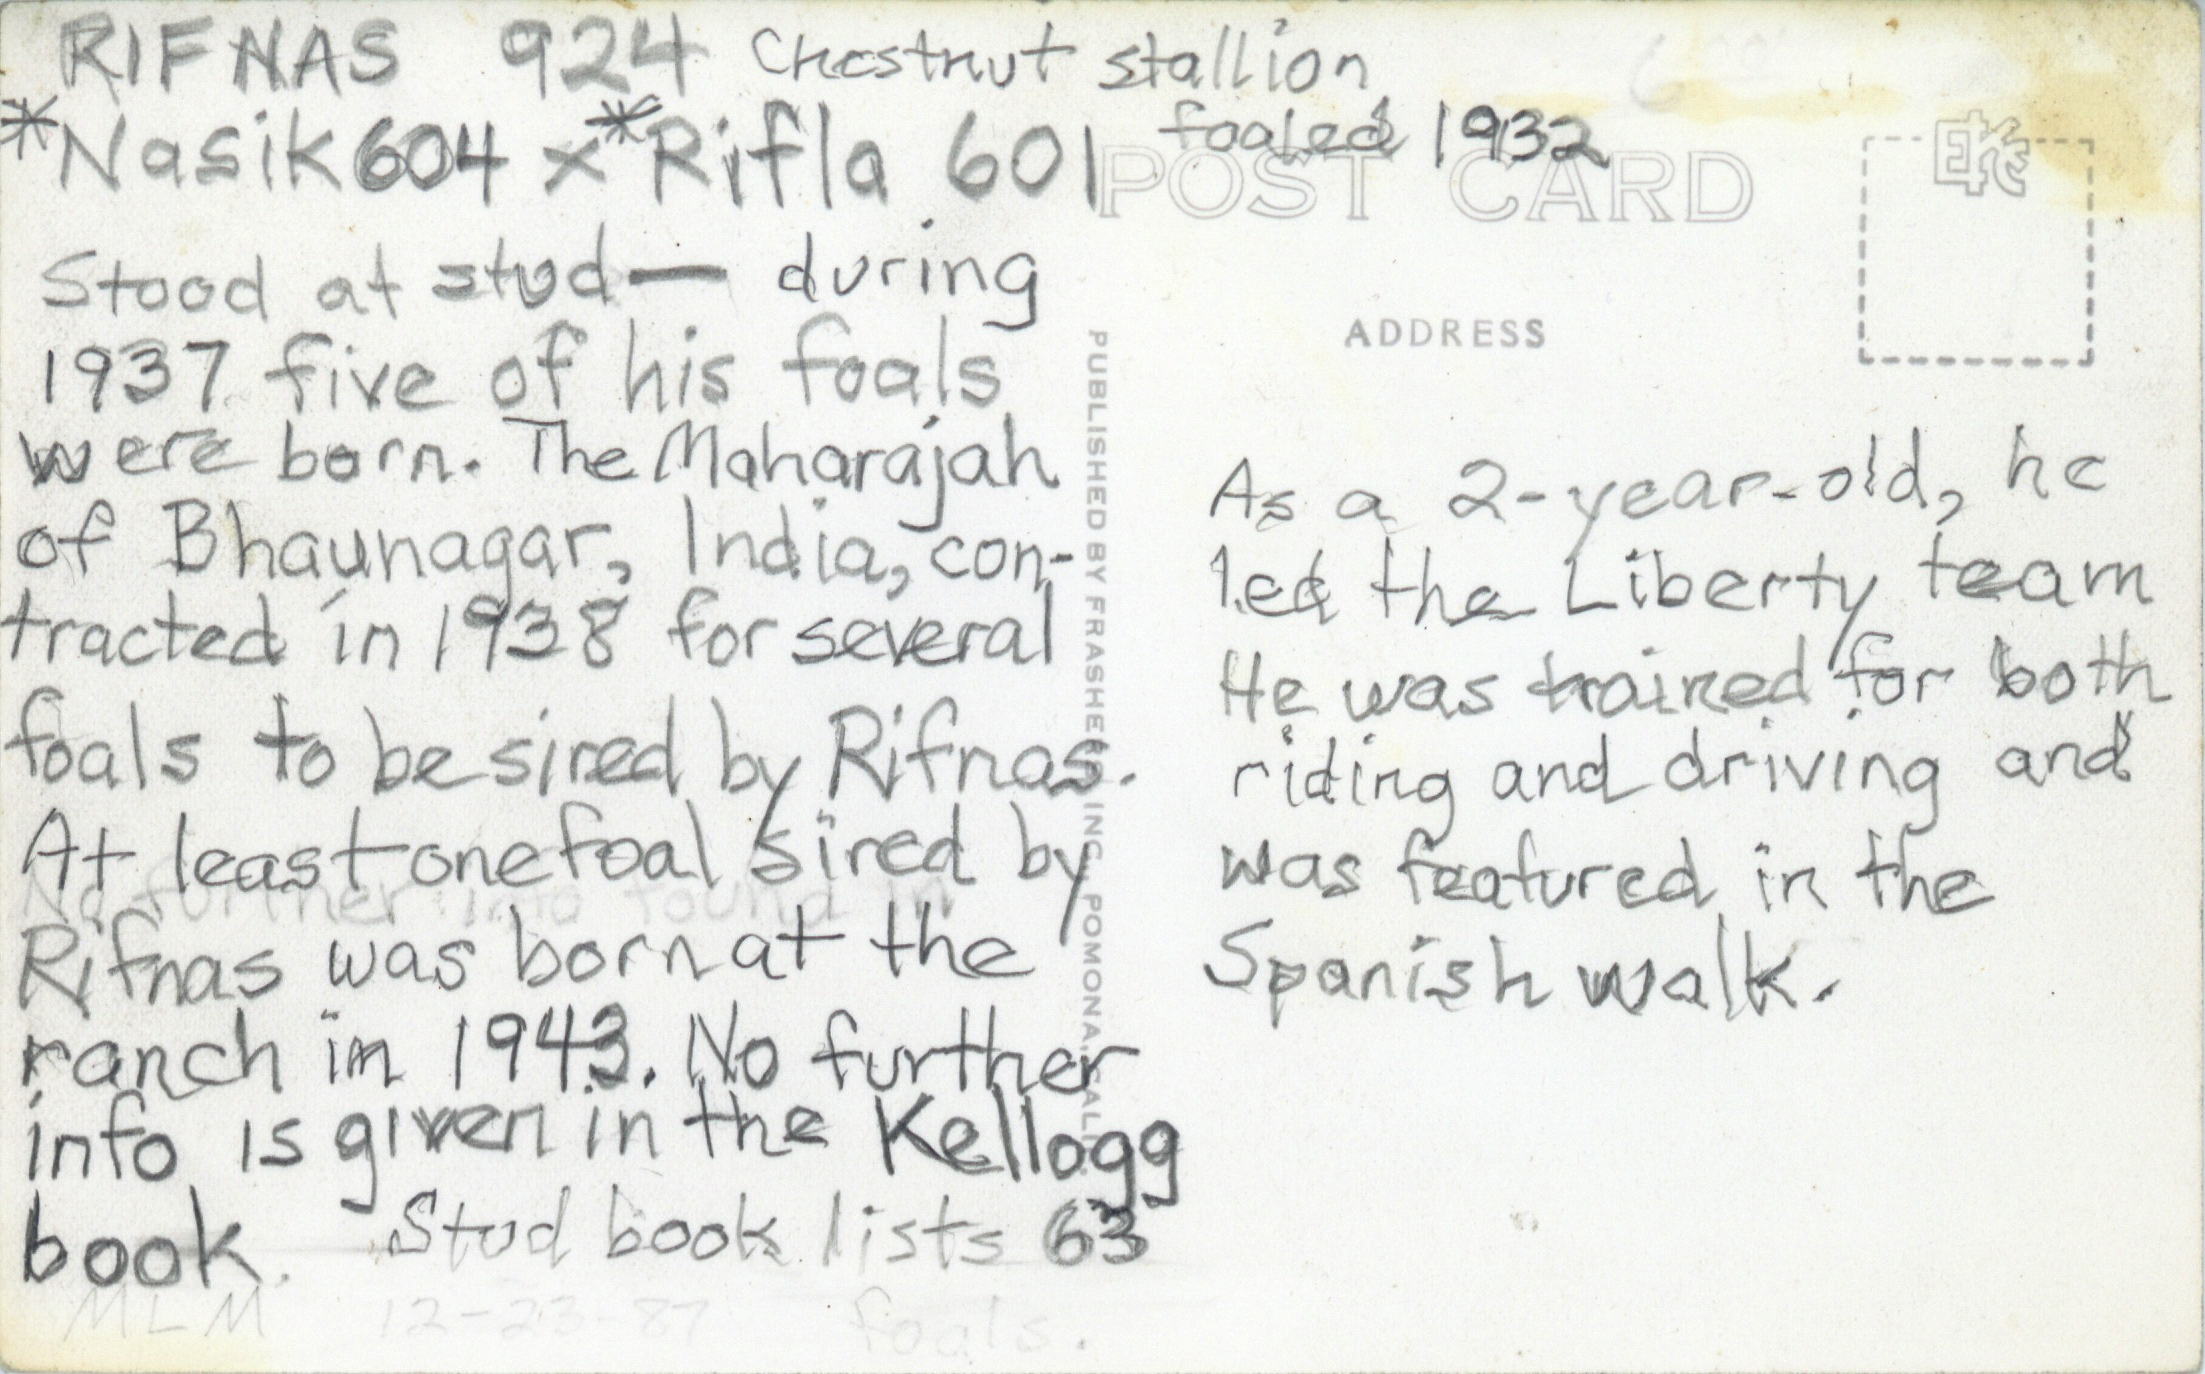 RIFNAS 924 Chestnut stallion
foaled 1932
*Nasik 604 x *Rifla 601
POST CARD
EKC
Stood at stud — during
1937 five of his foals
were born. The Maharajah
of Bhaunagar, India, con-
tracted in 1938 for several
foals to be sired by Rifnas.
At least one foal sired by
No further info found in
Rifnas was born at the
ranch in 1943. No further
info is given in the Kellogg
book. Stud book lists 63
foals.
MLM 12-23-87
PUBLISHED BY FRASHERS INC. POMONA, CALIF.
ADDRESS
As a 2-year-old, he
led the Liberty team
He was trained for both
riding and driving and
was featured in the
Spanish walk.